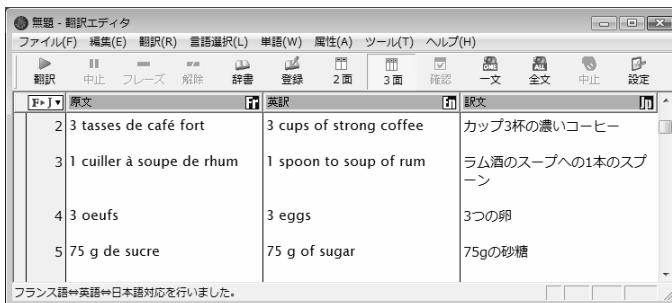 無題 - 翻訳エディタ
ファイル(F) 編集(E) 翻訳(R) 言語選択(L) 単語(W) 属性(A) ツール(T) ヘルプ(H)
翻訳 中止 フレーズ 解除 辞書 登録 2面 3面 確認 一文 全文 中止 設定
F▸J▾ 原文 英訳 訳文
2 3 tasses de café fort 3 cups of strong coffee カップ3杯の濃いコーヒー
3 1 cuiller à soupe de rhum 1 spoon to soup of rum ラム酒のスープへの1本のスプ
ーン
4 3 oeufs 3 eggs 3つの卵
5 75 g de sucre 75 g of sugar 75gの砂糖
フランス語⇔英語⇔日本語対応を行いました。